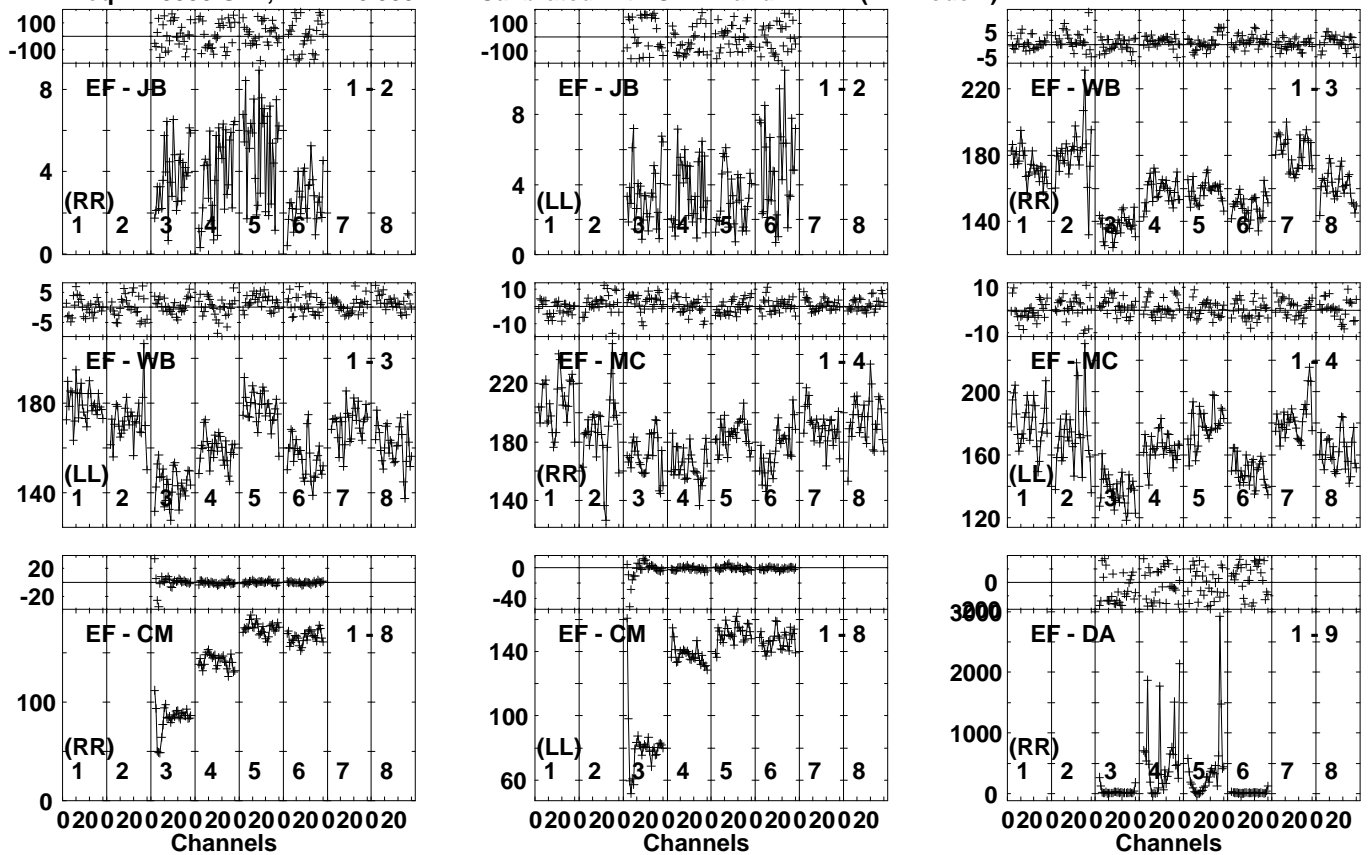 100
-100
EF - JB 1 - 2
8
4
0
(RR)
1 2 3 4 5 6 7 8
100
-100
EF - JB 1 - 2
8
4
0
(LL)
1 2 3 4 5 6 7 8
5
-5
EF - WB 1 - 3
220
180
140
(RR)
1 2 3 4 5 6 7 8
5
-5
EF - WB 1 - 3
180
140
(LL)
1 2 3 4 5 6 7 8
10
-10
EF - MC 1 - 4
220
180
140
(RR)
1 2 3 4 5 6 7 8
10
-10
EF - MC 1 - 4
200
160
120
(LL)
1 2 3 4 5 6 7 8
20
-20
EF - CM 1 - 8
100
0
(RR)
1 2 3 4 5 6 7 8
0 20 0 20 0 20 0 20 0 20 0 20 0 20 0 20
Channels
0
-40
EF - CM 1 - 8
140
100
60
(LL)
1 2 3 4 5 6 7 8
0 20 0 20 0 20 0 20 0 20 0 20 0 20 0 20
Channels
0
3000
EF - DA 1 - 9
2000
1000
0
(RR)
1 2 3 4 5 6 7 8
0 20 0 20 0 20 0 20 0 20 0 20 0 20 0 20
Channels